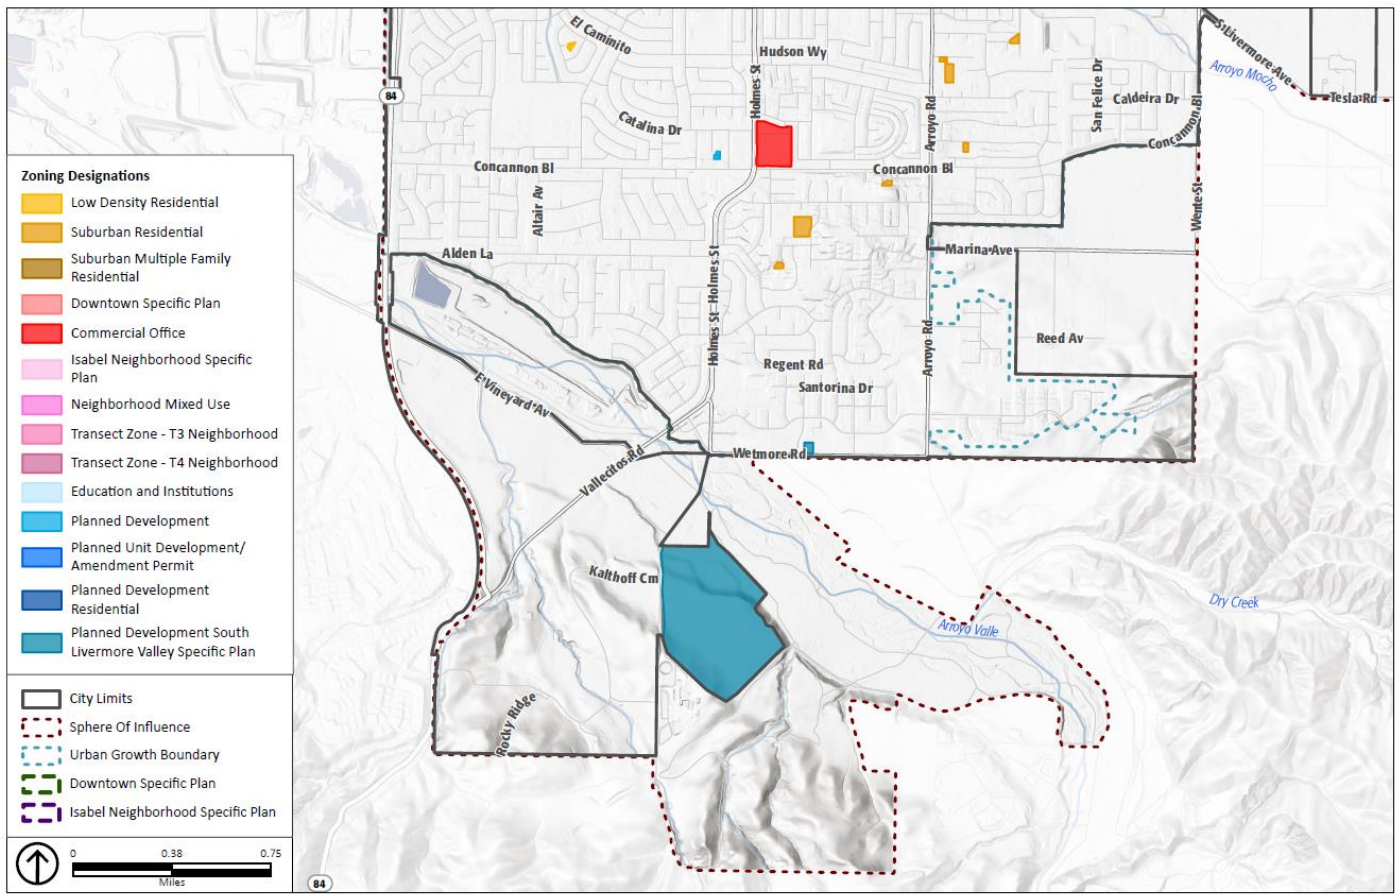 El Caminito
Hudson Wy
S Livermore Ave
Arroyo Mocho
84
Holmes St
Arroyo Rd
San Felice Dr
Caldeira Dr
Tesla Rd
Catalina Dr
Concannon Bl
Concannon Bl
Concannon Bl
Altair Av
Wente St
Alden La
Marina Ave
Holmes St
Holmes St
Arroyo Rd
Reed Av
Regent Rd
Santorina Dr
E Vineyard Av
Vallecitos Rd
Wetmore Rd
Kalthoff Cm
Dry Creek
Arroyo Valle
Rocky Ridge
84
Zoning Designations
Low Density Residential
Suburban Residential
Suburban Multiple Family
Residential
Downtown Specific Plan
Commercial Office
Isabel Neighborhood Specific
Plan
Neighborhood Mixed Use
Transect Zone - T3 Neighborhood
Transect Zone - T4 Neighborhood
Education and Institutions
Planned Development
Planned Unit Development/
Amendment Permit
Planned Development
Residential
Planned Development South
Livermore Valley Specific Plan
City Limits
Sphere Of Influence
Urban Growth Boundary
Downtown Specific Plan
Isabel Neighborhood Specific Plan
0 0.38 0.75
Miles